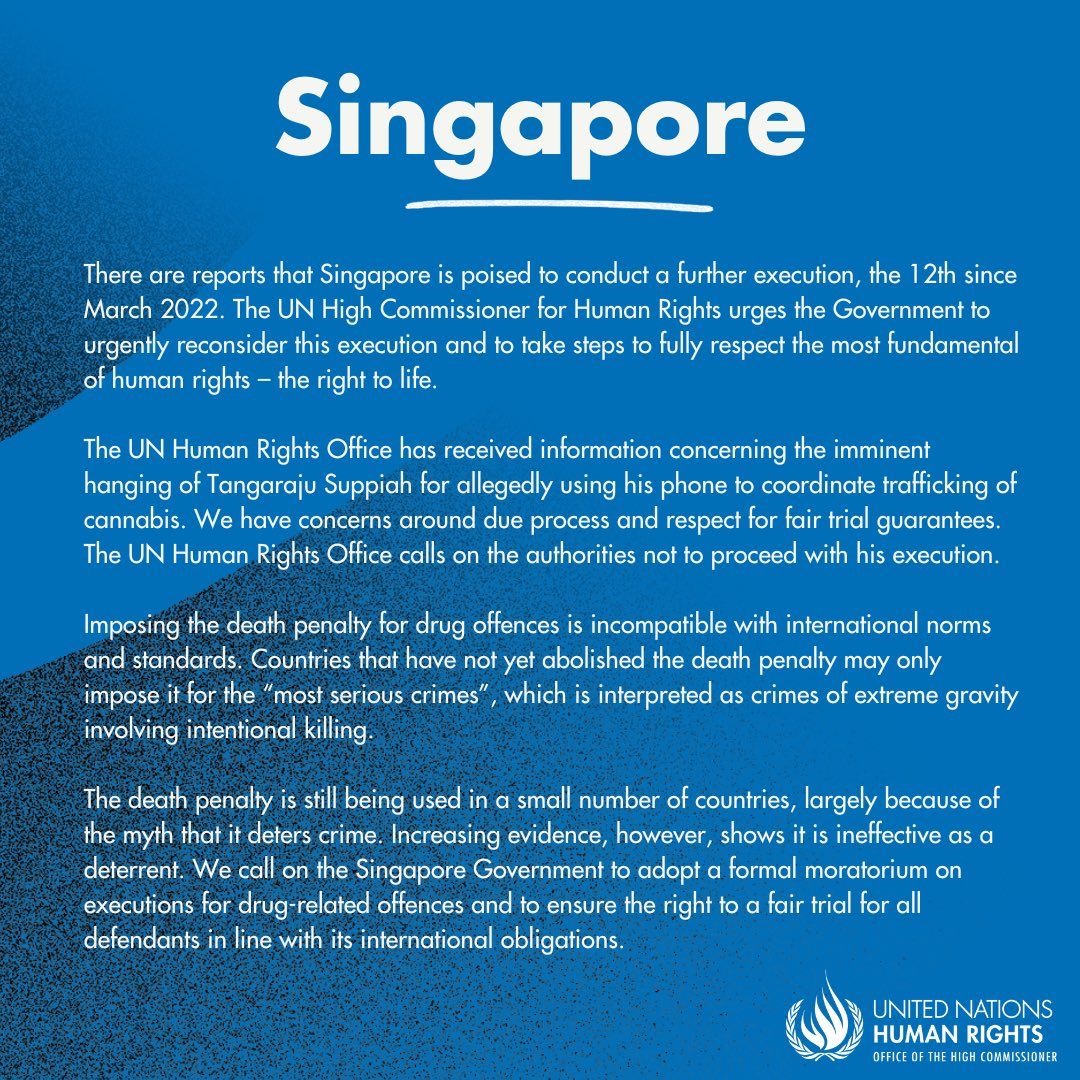 Singapore
There are reports that Singapore is poised to conduct a further execution, the 12th since
March 2022. The UN High Commissioner for Human Rights urges the Government to
urgently reconsider this execution and to take steps to fully respect the most fundamental
of human rights – the right to life.
The UN Human Rights Office has received information concerning the imminent
hanging of Tangaraju Suppiah for allegedly using his phone to coordinate trafficking of
cannabis. We have concerns around due process and respect for fair trial guarantees.
The UN Human Rights Office calls on the authorities not to proceed with his execution.
Imposing the death penalty for drug offences is incompatible with international norms
and standards. Countries that have not yet abolished the death penalty may only
impose it for the “most serious crimes”, which is interpreted as crimes of extreme gravity
involving intentional killing.
The death penalty is still being used in a small number of countries, largely because of
the myth that it deters crime. Increasing evidence, however, shows it is ineffective as a
deterrent. We call on the Singapore Government to adopt a formal moratorium on
executions for drug-related offences and to ensure the right to a fair trial for all
defendants in line with its international obligations.
UNITED NATIONS
HUMAN RIGHTS
OFFICE OF THE HIGH COMMISSIONER